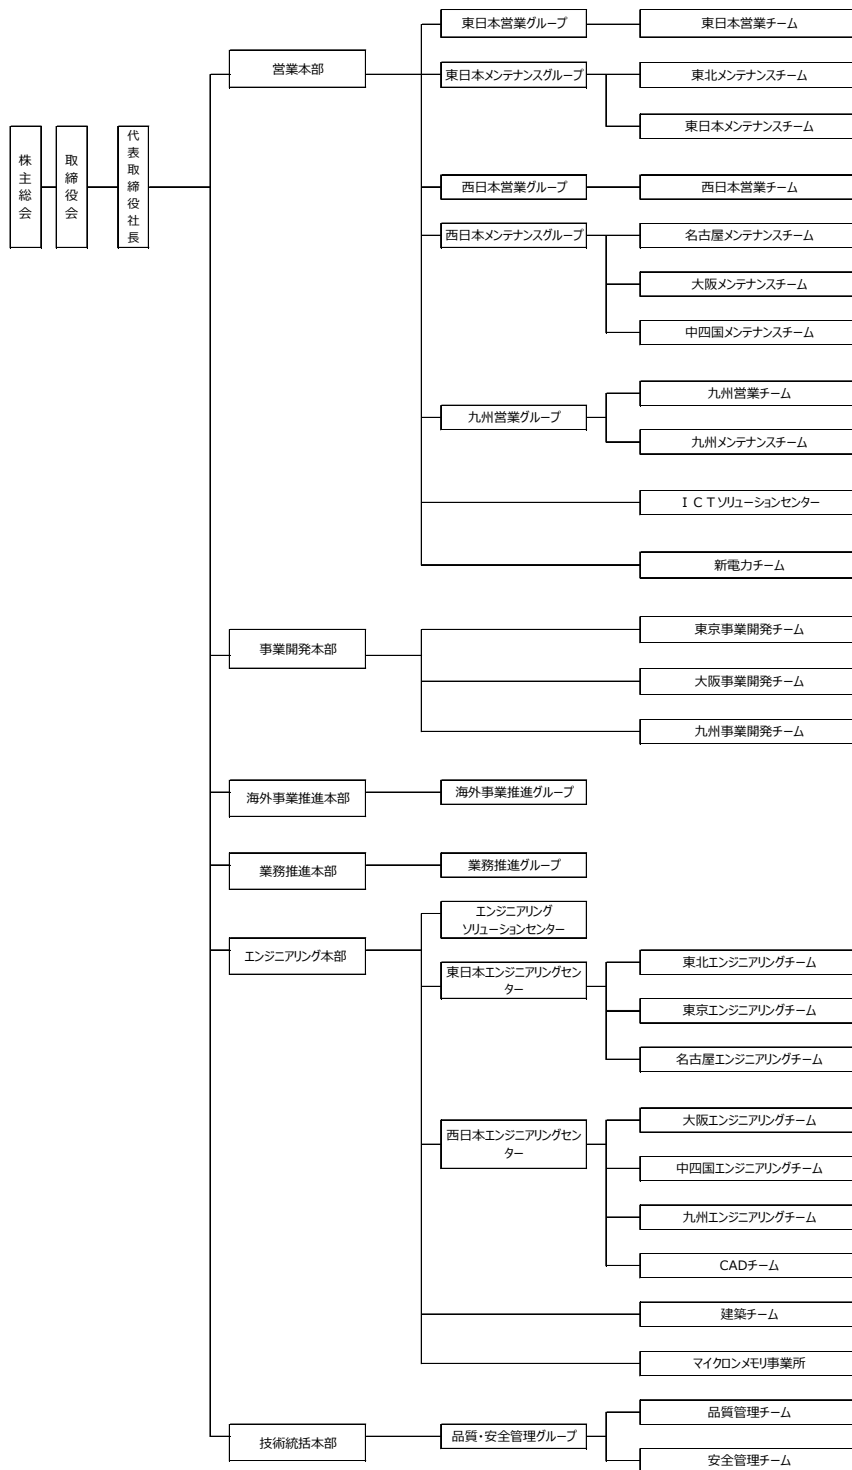 株主総会
取締役会
代表取締役社長
営業本部
東日本営業グループ
東日本営業チーム
東日本メンテナンスグループ
東北メンテナンスチーム
東日本メンテナンスチーム
西日本営業グループ
西日本営業チーム
西日本メンテナンスグループ
名古屋メンテナンスチーム
大阪メンテナンスチーム
中四国メンテナンスチーム
九州営業グループ
九州営業チーム
九州メンテナンスチーム
ＩＣＴソリューションセンター
新電力チーム
事業開発本部
東京事業開発チーム
大阪事業開発チーム
九州事業開発チーム
海外事業推進本部
海外事業推進グループ
業務推進本部
業務推進グループ
エンジニアリング本部
エンジニアリング
ソリューションセンター
東日本エンジニアリングセン
ター
東北エンジニアリングチーム
東京エンジニアリングチーム
名古屋エンジニアリングチーム
西日本エンジニアリングセン
ター
大阪エンジニアリングチーム
中四国エンジニアリングチーム
九州エンジニアリングチーム
CADチーム
建築チーム
マイクロンメモリ事業所
技術統括本部
品質・安全管理グループ
品質管理チーム
安全管理チーム